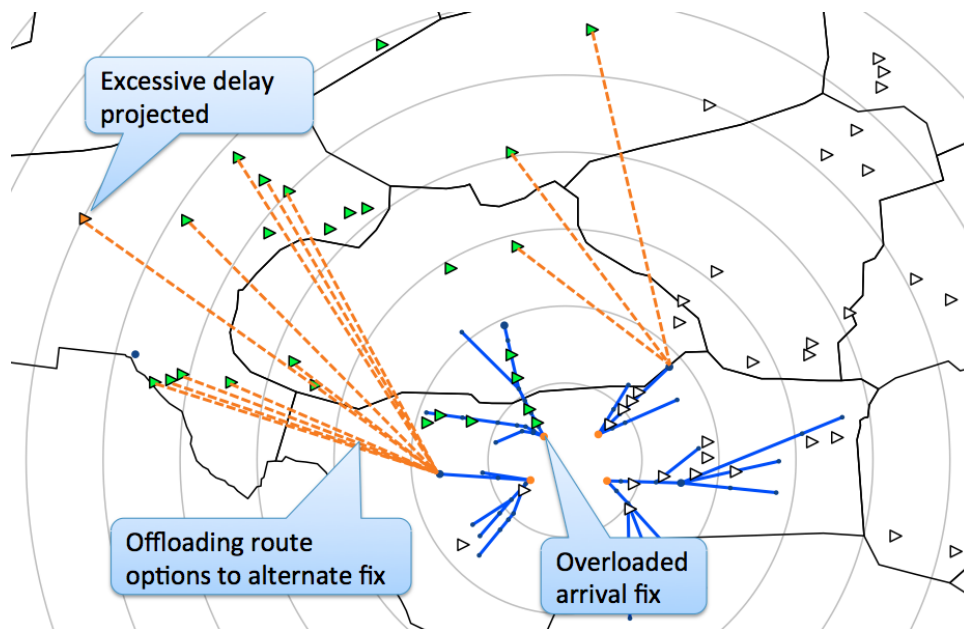 Excessive delay
projected
Offloading route
options to alternate fix
Overloaded
arrival fix